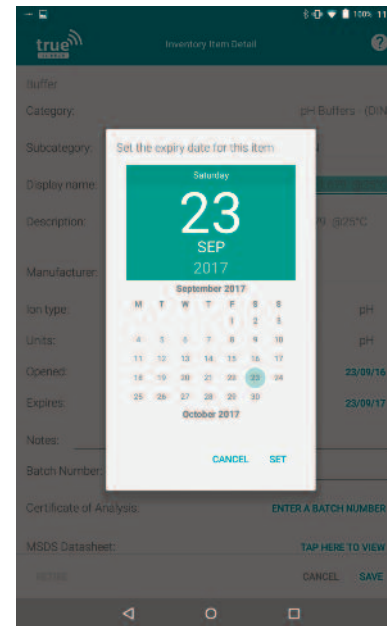 100% 11
true
Inventory Item Detail
?
Buffer
Category:
pH Buffers - (DIN
Subcategory:
Display name:
Description:
@25°C
Manufacturer:
Ion type:
pH
Units:
pH
Opened:
23/09/16
Expires:
23/09/17
Notes:
Batch Number:
Certificate of Analysis:
ENTER A BATCH NUMBER
MSDS Datasheet:
TAP HERE TO VIEW
CANCEL SAVE
Set the expiry date for this item
Saturday
23
SEP
2017
September 2017
M T W T F S S
1 2 3
4 5 6 7 8 9 10
11 12 13 14 15 16 17
18 19 20 21 22 23 24
25 26 27 28 29 30
October 2017
CANCEL SET